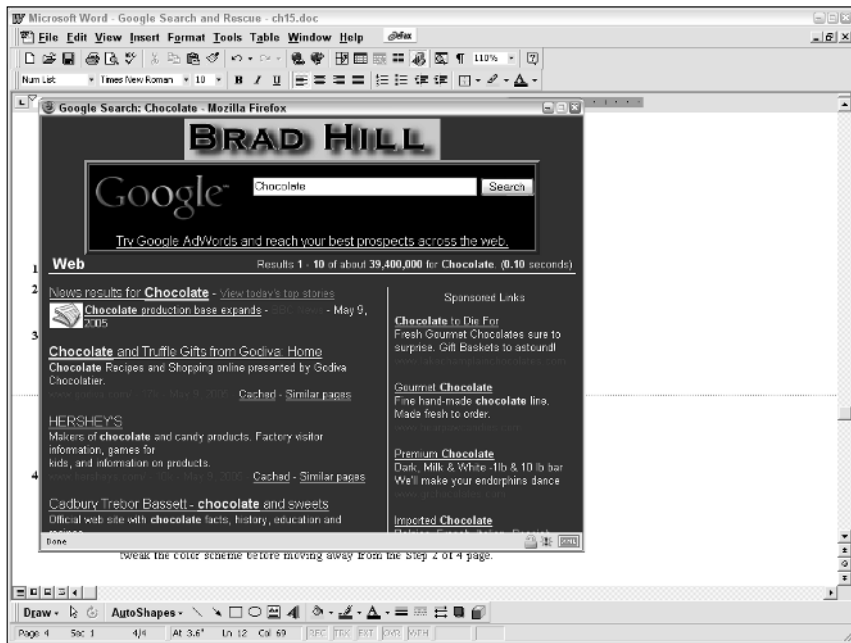 Microsoft Word - Google Search and Rescue - ch15.doc
File Edit View Insert Format Tools Table Window Help
110%
Num List Times New Roman 10 B I U
Google Search: Chocolate - Mozilla Firefox
BRAD HILL
Google™ Chocolate Search
Try Google AdWords and reach your best prospects across the web.
1 Web Results 1 - 10 of about 39,400,000 for Chocolate. (0.10 seconds)
2 News results for Chocolate - View today's top stories
Chocolate production base expands - BBC News - May 9,
2005
3
Chocolate and Truffle Gifts from Godiva: Home
Chocolate Recipes and Shopping online presented by Godiva
Chocolatier.
Cached - Similar pages
HERSHEY'S
Makers of chocolate and candy products. Factory visitor
information, games for
kids, and information on products.
4 Cached - Similar pages
Cadbury Trebor Bassett - chocolate and sweets
Official web site with chocolate facts, history, education and
Sponsored Links
Chocolate to Die For
Fresh Gourmet Chocolates sure to
surprise. Gift Baskets to astound!
Gourmet Chocolate
Fine hand-made chocolate line.
Made fresh to order.
Premium Chocolate
Dark, Milk & White -1lb & 10 lb bar
We'll make your endorphins dance
Imported Chocolate
Done XML
tweak the color scheme before moving away from the Step 2 of 4 page.
Draw AutoShapes
Page 4 Sec 1 4/4 At 3.6" Ln 12 Col 69 REC TRK EXT OVR WPH